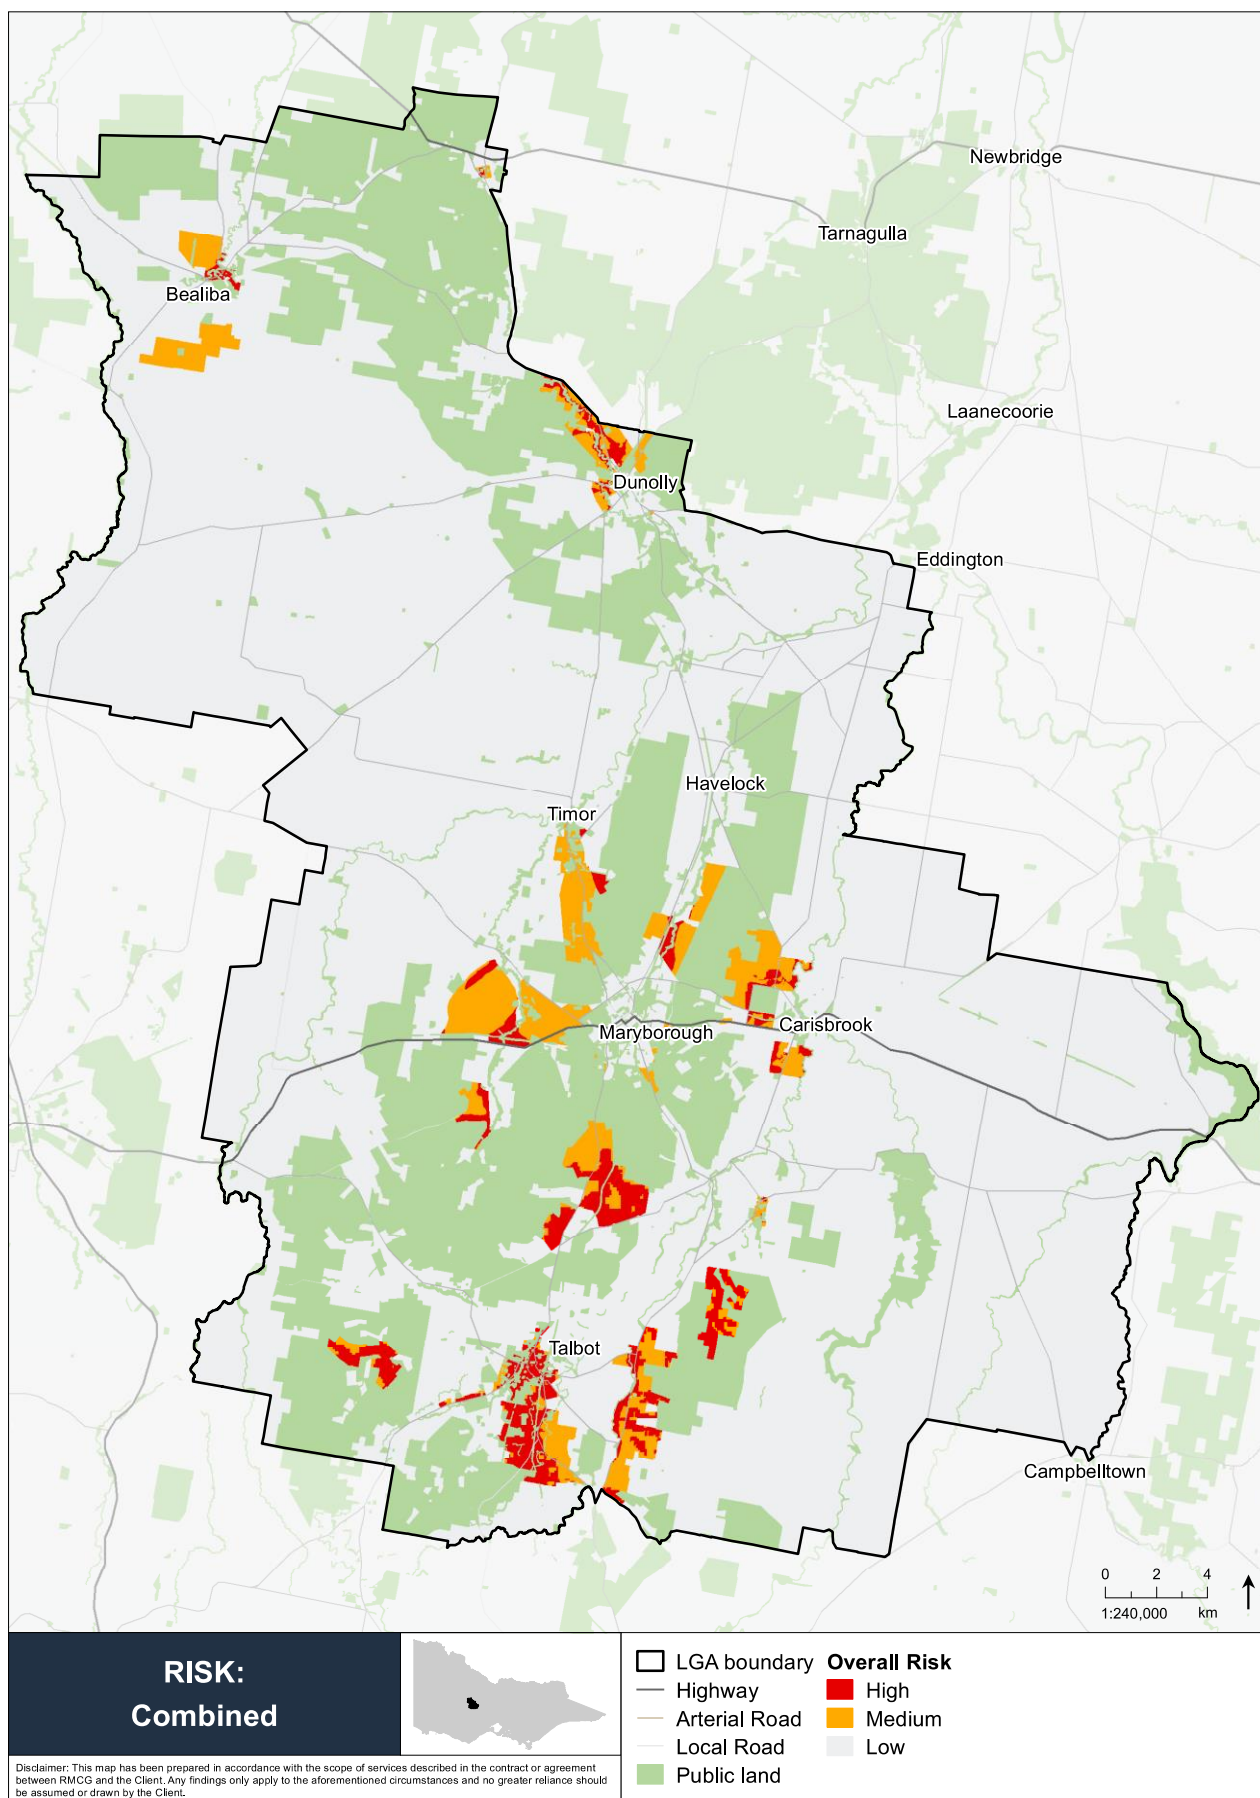 Newbridge
Tarnagulla
Bealiba
Laanecoorie
Dunolly
Eddington
Havelock
Timor
Maryborough
Carisbrook
Talbot
Campbelltown
0 2 4
1:240,000 km
RISK:
Combined
LGA boundary
Highway
Arterial Road
Local Road
Public land
Overall Risk
High
Medium
Low
Disclaimer: This map has been prepared in accordance with the scope of services described in the contract or agreement
between RMCG and the Client. Any findings only apply to the aforementioned circumstances and no greater reliance should
be assumed or drawn by the Client.